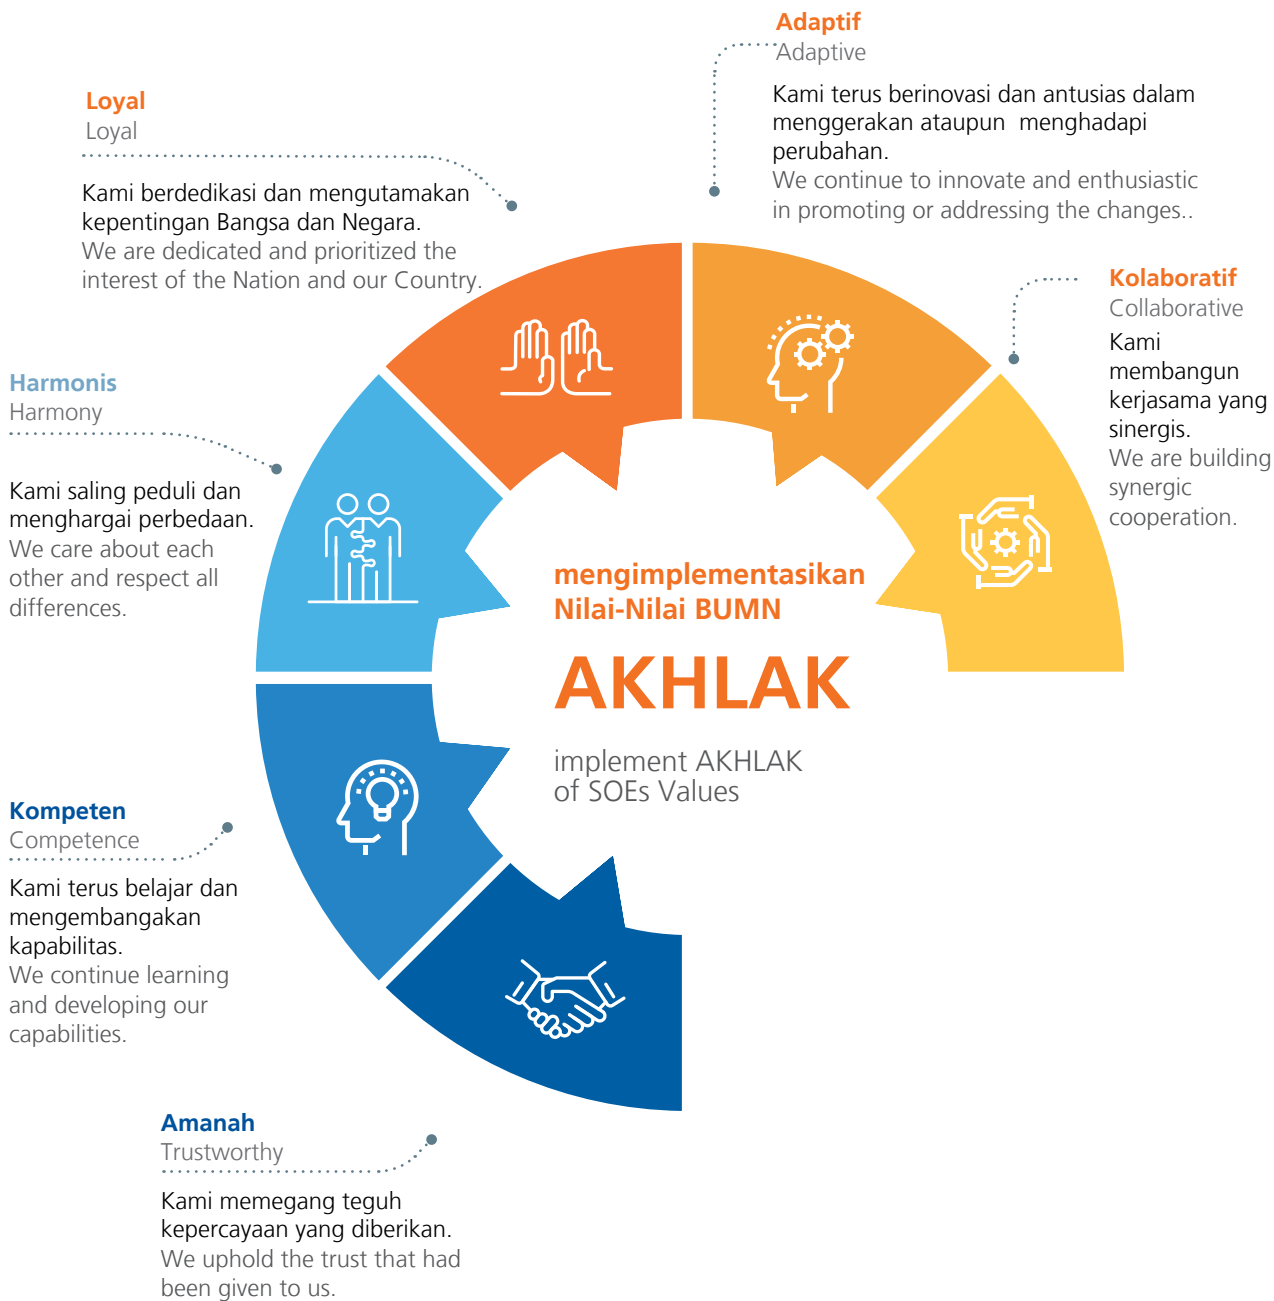 Adaptif
Adaptive
Kami terus berinovasi dan antusias dalam
menggerakan ataupun  menghadapi
perubahan.
We continue to innovate and enthusiastic
in promoting or addressing the changes..
Loyal
Loyal
Kami berdedikasi dan mengutamakan
kepentingan Bangsa dan Negara.
We are dedicated and prioritized the
interest of the Nation and our Country.
Kolaboratif
Collaborative
Kami
membangun
kerjasama yang
sinergis.
We are building
synergic
cooperation.
Harmonis
Harmony
Kami saling peduli dan
menghargai perbedaan.
We care about each
other and respect all
differences.
mengimplementasikan
Nilai-Nilai BUMN
AKHLAK
implement AKHLAK
of SOEs Values
Kompeten
Competence
Kami terus belajar dan
mengembangakan
kapabilitas.
We continue learning
and developing our
capabilities.
Amanah
Trustworthy
Kami memegang teguh
kepercayaan yang diberikan.
We uphold the trust that had
been given to us.